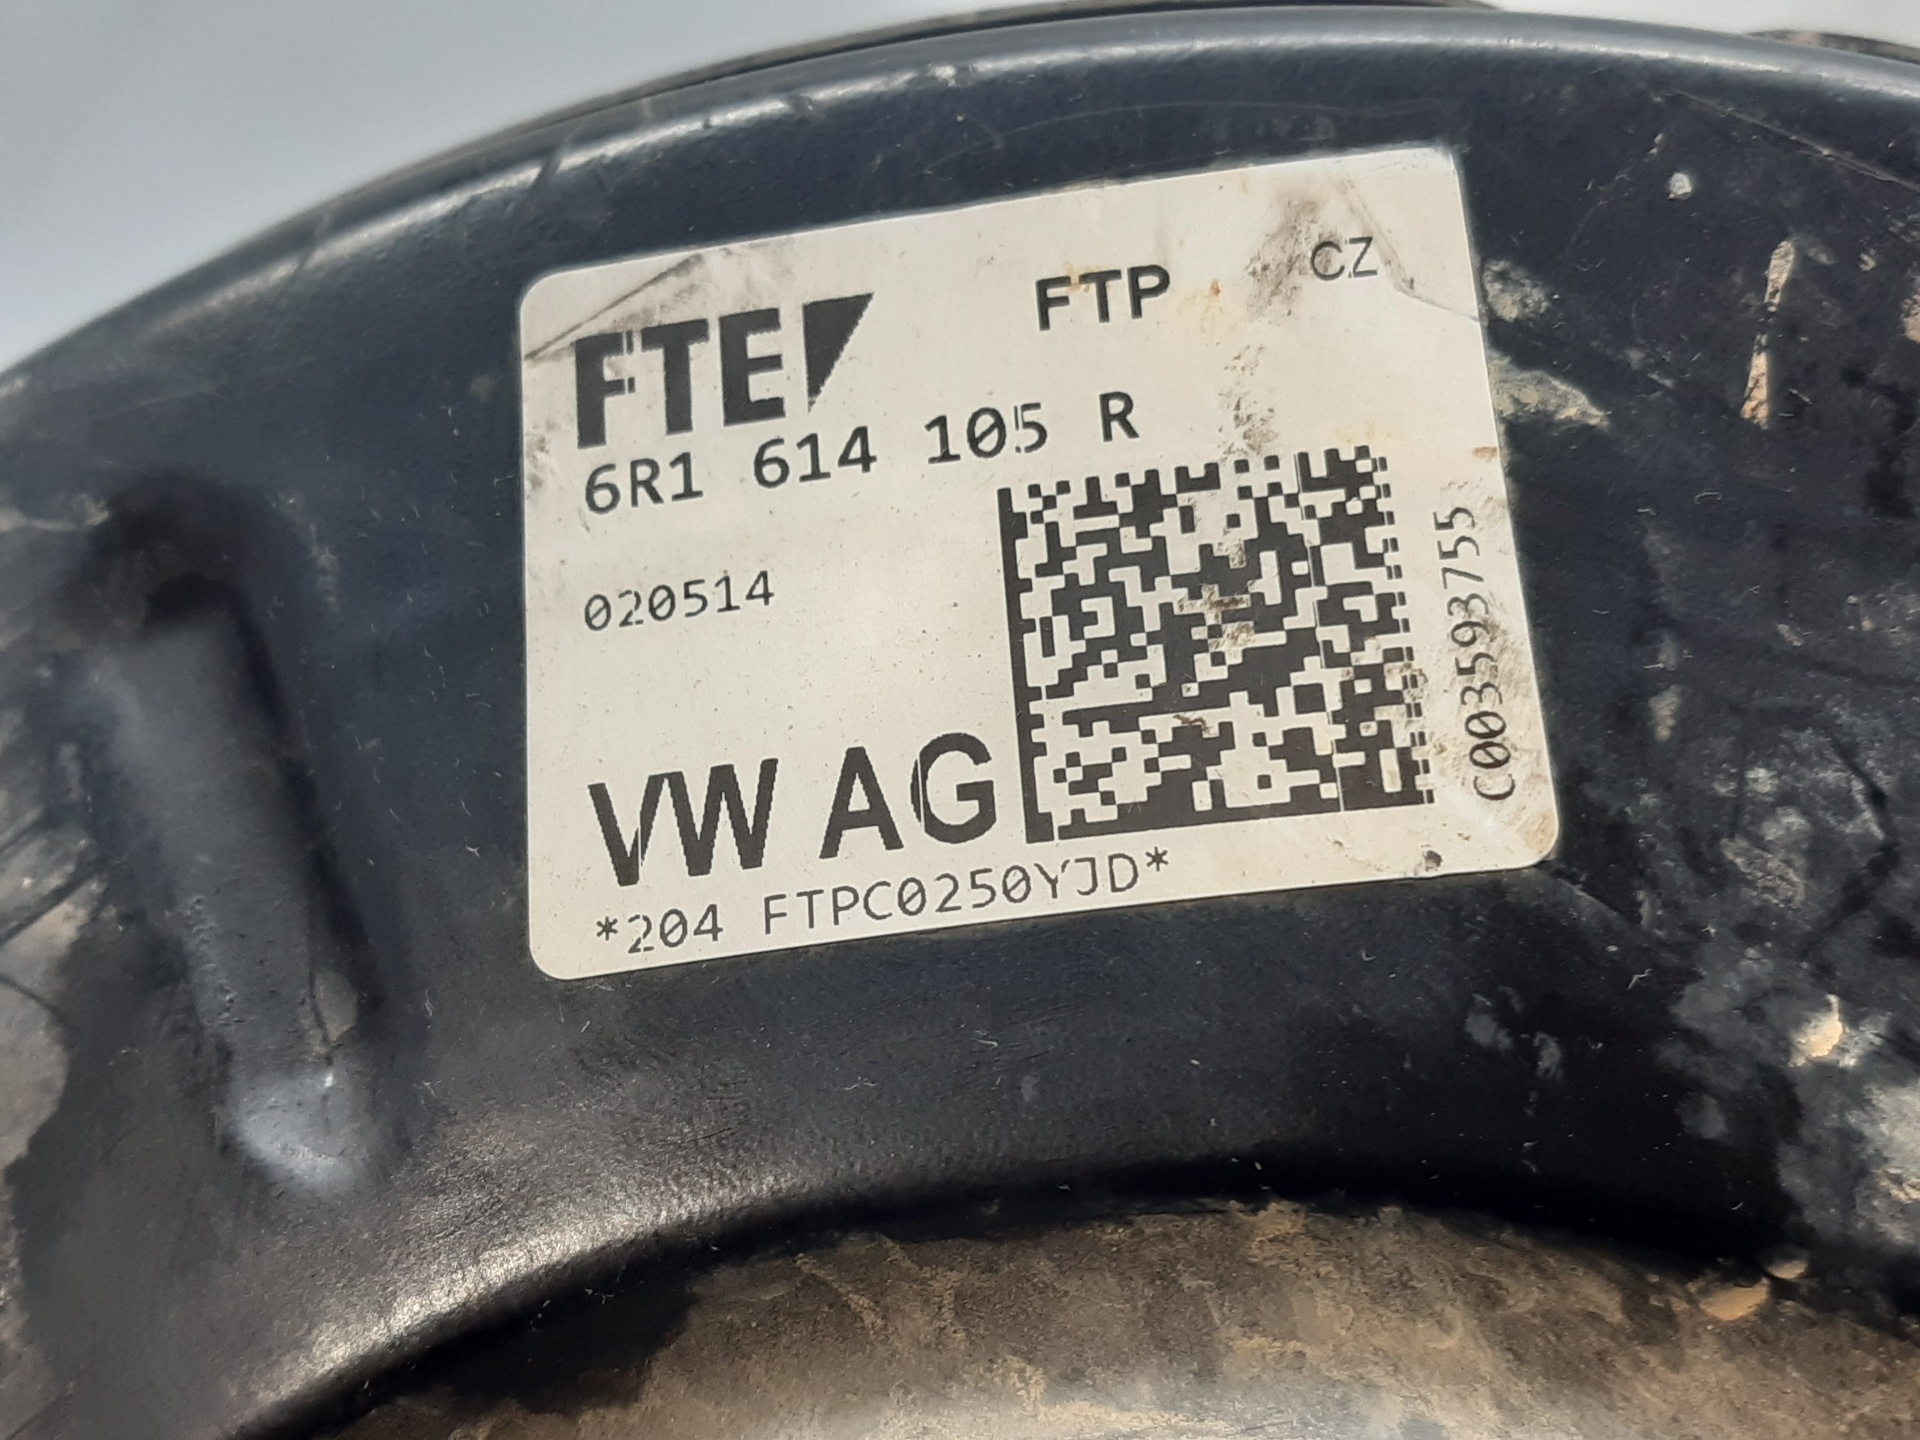 FTE FTP CZ
6R1 614 105 R
020514
C003593755
VW AG
*204 FTPC0250YJD*